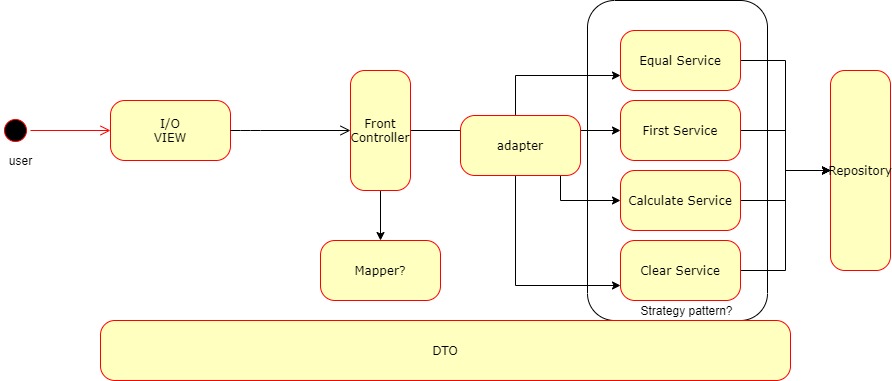 user
I/O
VIEW
Front
Controller
Mapper?
adapter
Equal Service
First Service
Calculate Service
Clear Service
Strategy pattern?
Repository
DTO